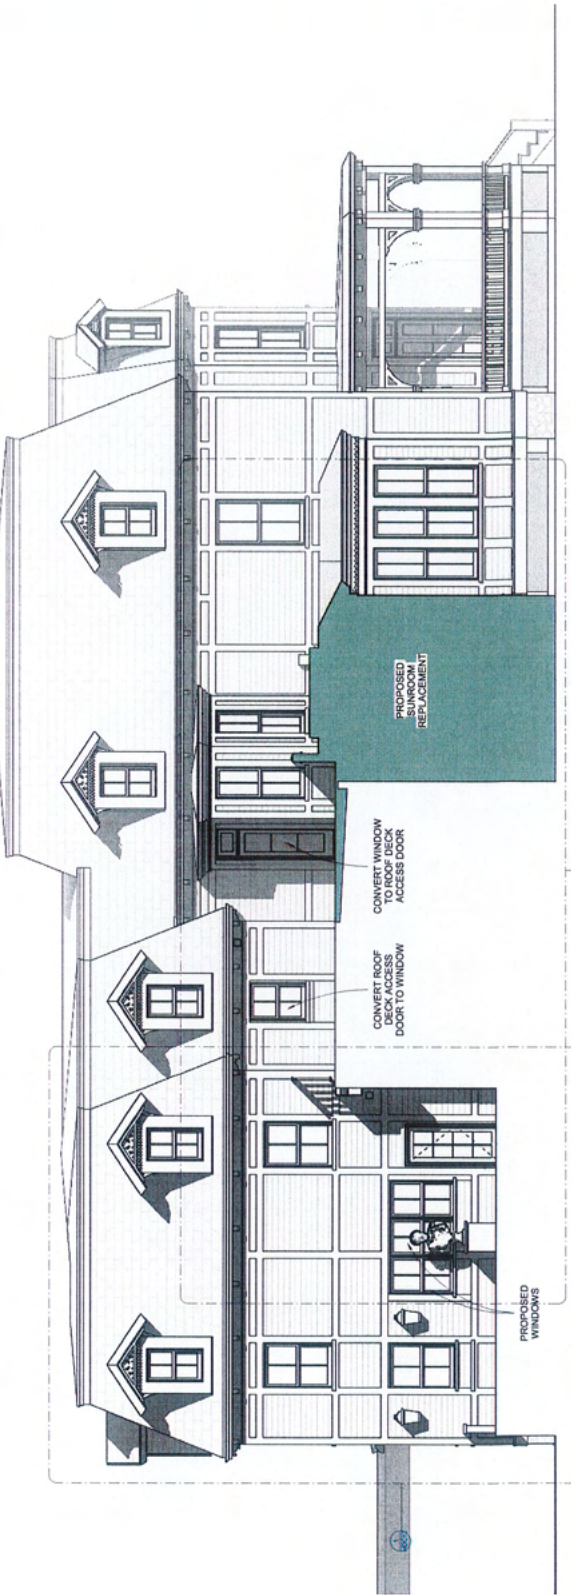 PROPOSED
SUNROOM
REPLACEMENT
CONVERT WINDOW
TO ROOF DECK
ACCESS DOOR
CONVERT ROOF
DECK ACCESS
DOOR TO WINDOW
PROPOSED
WINDOWS